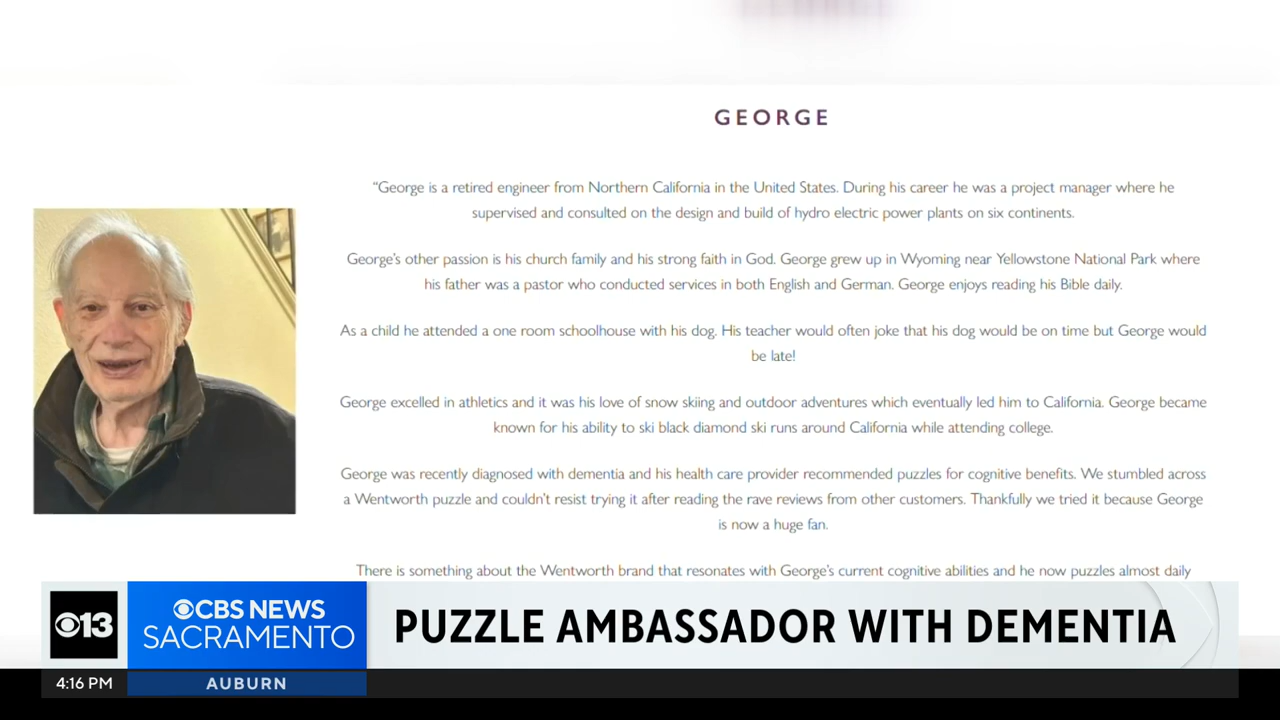 GEORGE
“George is a retired engineer from Northern California in the United States. During his career he was a project manager where he
supervised and consulted on the design and build of hydro electric power plants on six continents.
George’s other passion is his church family and his strong faith in God. George grew up in Wyoming near Yellowstone National Park where
his father was a pastor who conducted services in both English and German. George enjoys reading his Bible daily.
As a child he attended a one room schoolhouse with his dog. His teacher would often joke that his dog would be on time but George would
be late!
George excelled in athletics and it was his love of snow skiing and outdoor adventures which eventually led him to California. George became
known for his ability to ski black diamond ski runs around California while attending college.
George was recently diagnosed with dementia and his health care provider recommended puzzles for cognitive benefits. We stumbled across
a Wentworth puzzle and couldn’t resist trying it after reading the rave reviews from other customers. Thankfully we tried it because George
is now a huge fan.
There is something about the Wentworth brand that resonates with George’s current cognitive abilities and he now puzzles almost daily
13
CBS NEWS
SACRAMENTO
PUZZLE AMBASSADOR WITH DEMENTIA
4:16 PM
AUBURN